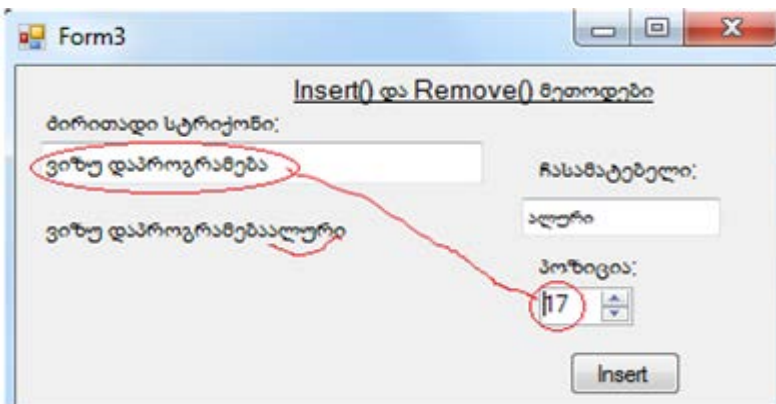 Form3
Insert() და Remove() მეთოდები
ძირითადი სტრიქონი:
ვიზუ დაპროგრამება
ჩასამატებელი:
ალური
ვიზუ დაპროგრამებაალური
პოზიცია:
17
Insert